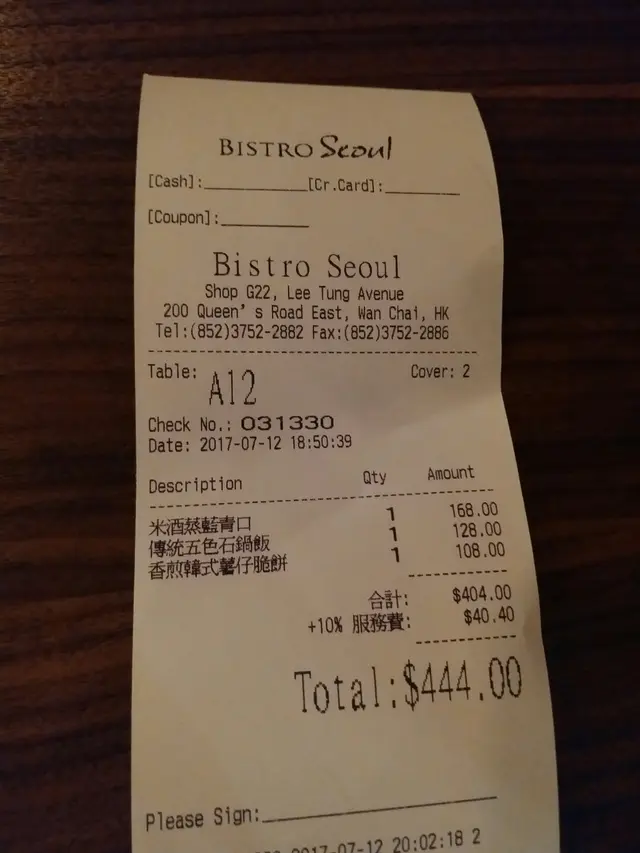 BISTRO Seoul
[Cash]:____________[Cr.Card]:_________
[Coupon]:__________
Bistro Seoul
Shop G22, Lee Tung Avenue
200 Queen's Road East, Wan Chai, HK
Tel:(852)3752-2882 Fax:(852)3752-2886
Table: A12 Cover: 2
Check No.: 031330
Date: 2017-07-12 18:50:39
Description Qty Amount
米酒蒸藍青口 1 168.00
傳統五色石鍋飯 1 128.00
香煎韓式薯仔脆餅 1 108.00
合計: $404.00
+10% 服務費: $40.40
Total:$444.00
Please Sign:____________________
2017-07-12 20:02:18 2